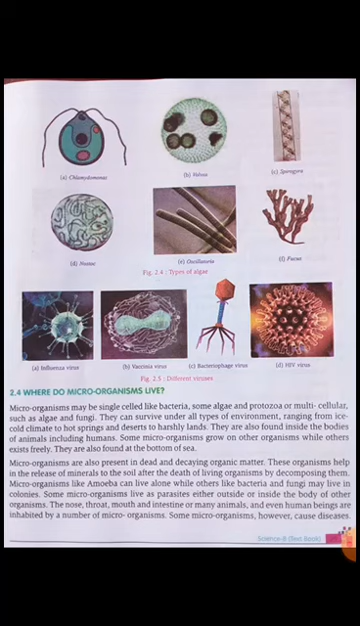 (a) Chlamydomonas (b) Volvox (c) Spirogyra
(d) Nostoc (e) Oscillatoria (f) Fucus
Fig. 2.4 : Types of algae
(a) Influenza virus (b) Vaccinia virus (c) Bacteriophage virus (d) HIV virus
Fig. 2.5 : Different viruses
2.4 WHERE DO MICRO-ORGANISMS LIVE?
Micro-organisms may be single celled like bacteria, some algae and protozoa or multi- cellular,
such as algae and fungi. They can survive under all types of environment, ranging from ice-
cold climate to hot springs and deserts to harshly lands. They are also found inside the bodies
of animals including humans. Some micro-organisms grow on other organisms while others
exists freely. They are also found at the bottom of sea.
Micro-organisms are also present in dead and decaying organic matter. These organisms help
in the release of minerals to the soil after the death of living organisms by decomposing them.
Micro-organisms like Amoeba can live alone while others like bacteria and fungi may live in
colonies. Some micro-organisms live as parasites either outside or inside the body of other
organisms. The nose, throat, mouth and intestine or many animals, and even human beings are
inhabited by a number of micro- organisms. Some micro-organisms, however, cause diseases.
Science-8 (Text Book)